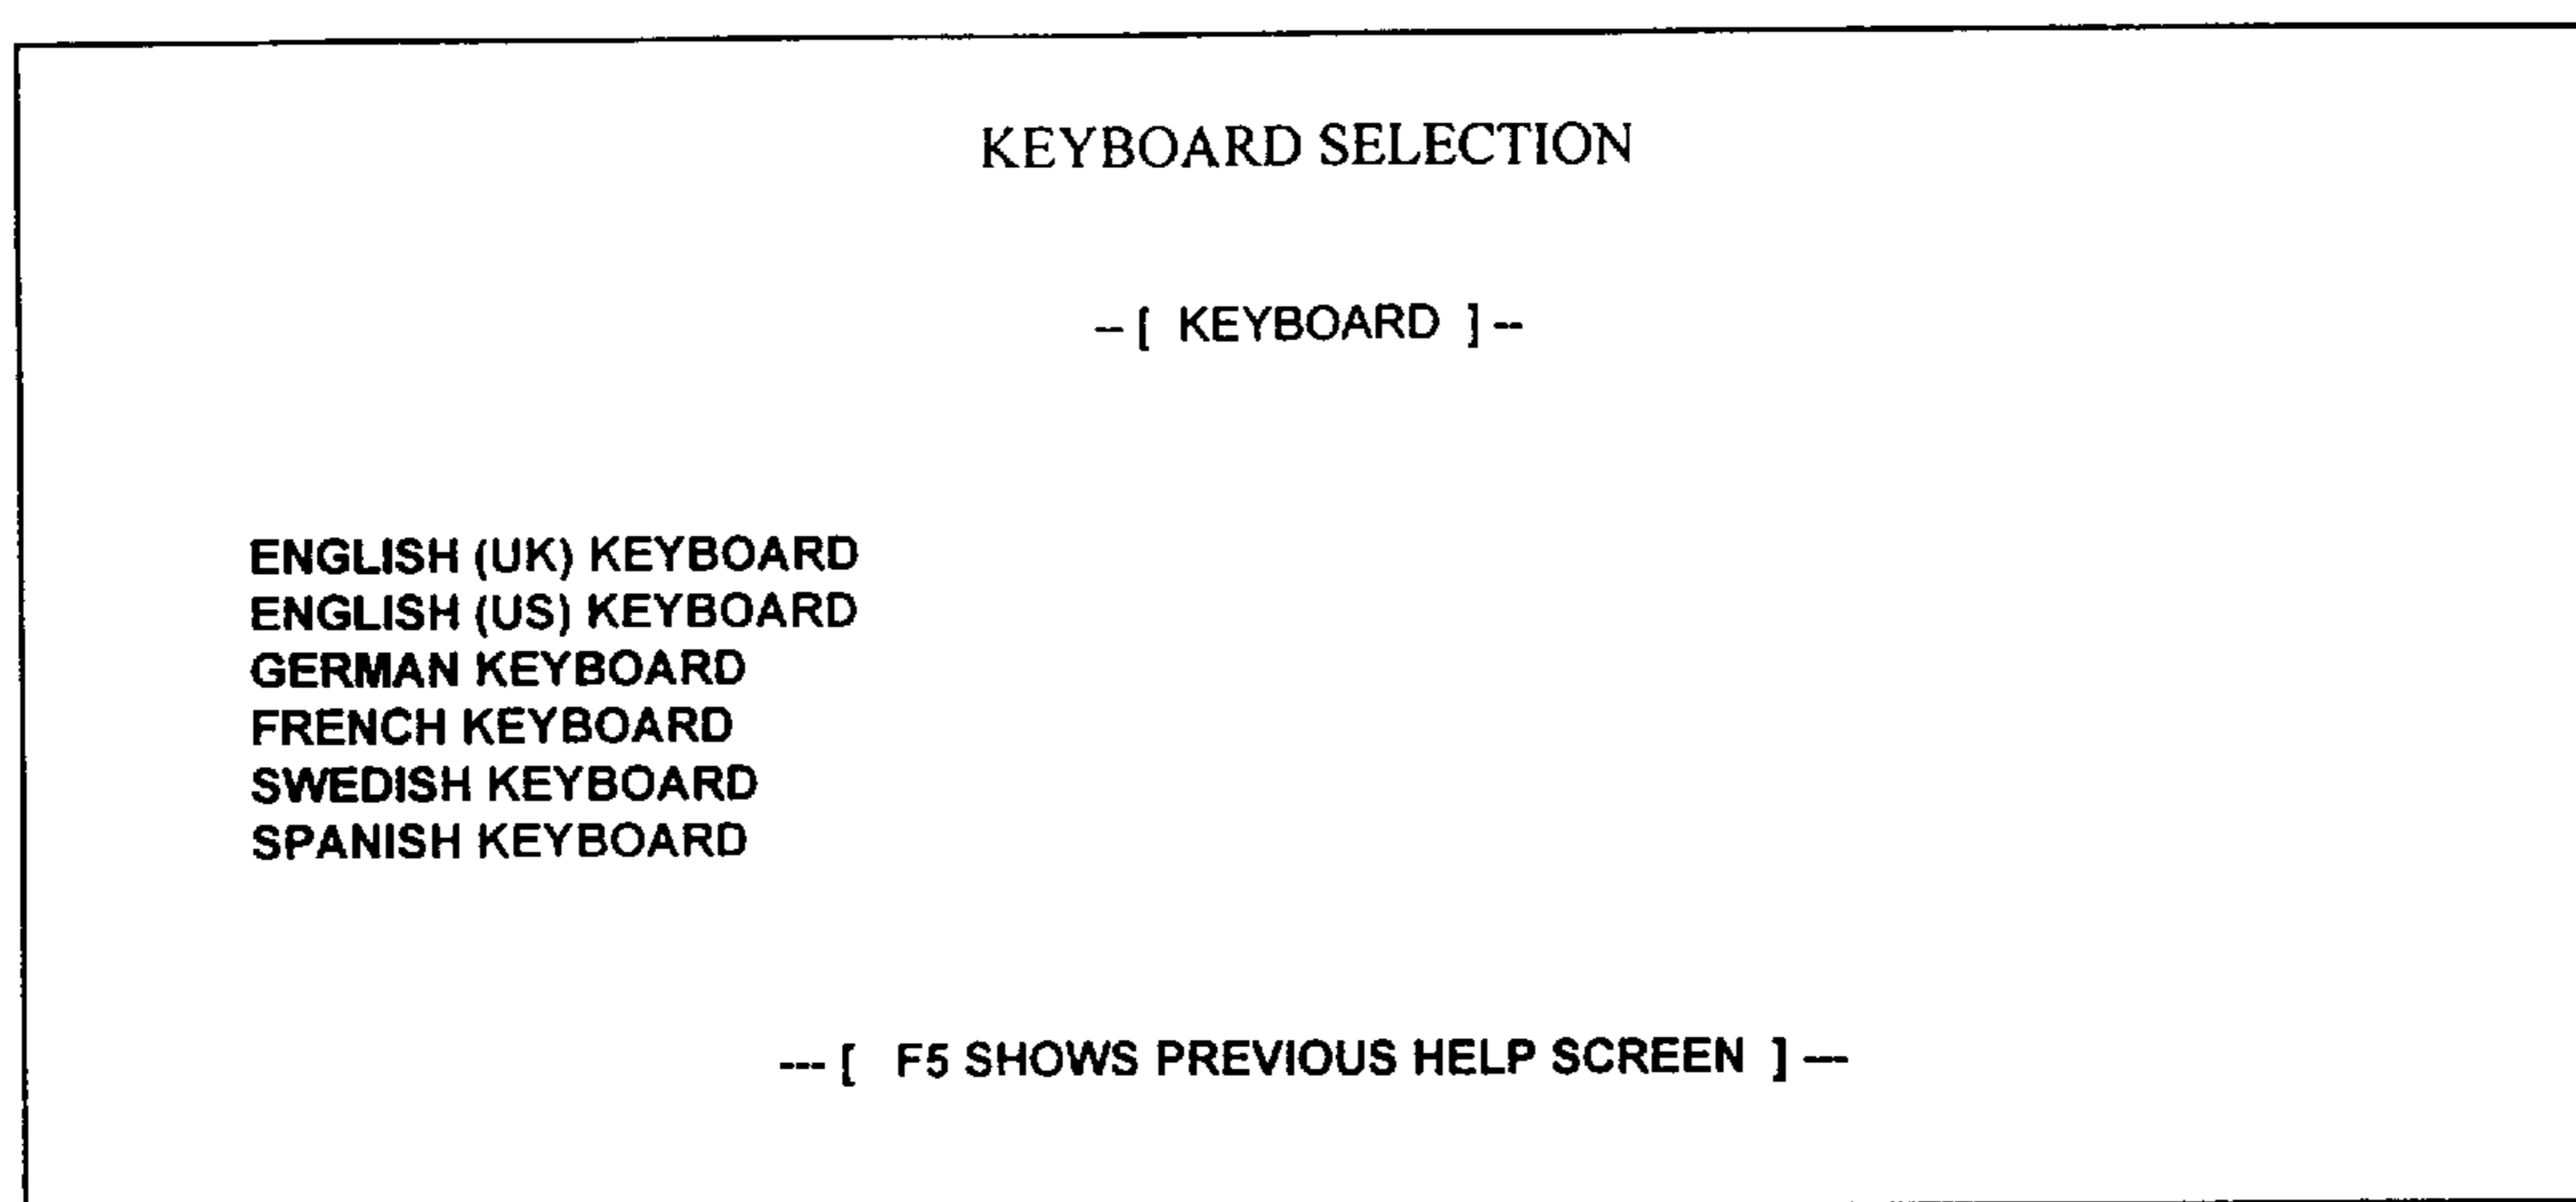 KEYBOARD SELECTION
-- [ KEYBOARD ] --
ENGLISH (UK) KEYBOARD
ENGLISH (US) KEYBOARD
GERMAN KEYBOARD
FRENCH KEYBOARD
SWEDISH KEYBOARD
SPANISH KEYBOARD
--- [ F5 SHOWS PREVIOUS HELP SCREEN ] ---